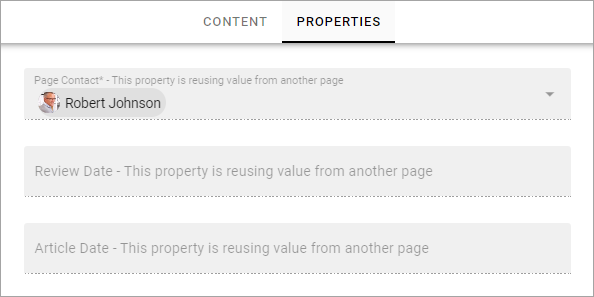 CONTENT PROPERTIES
Page Contact* - This property is reusing value from another page
Robert Johnson
Review Date - This property is reusing value from another page
Article Date - This property is reusing value from another page